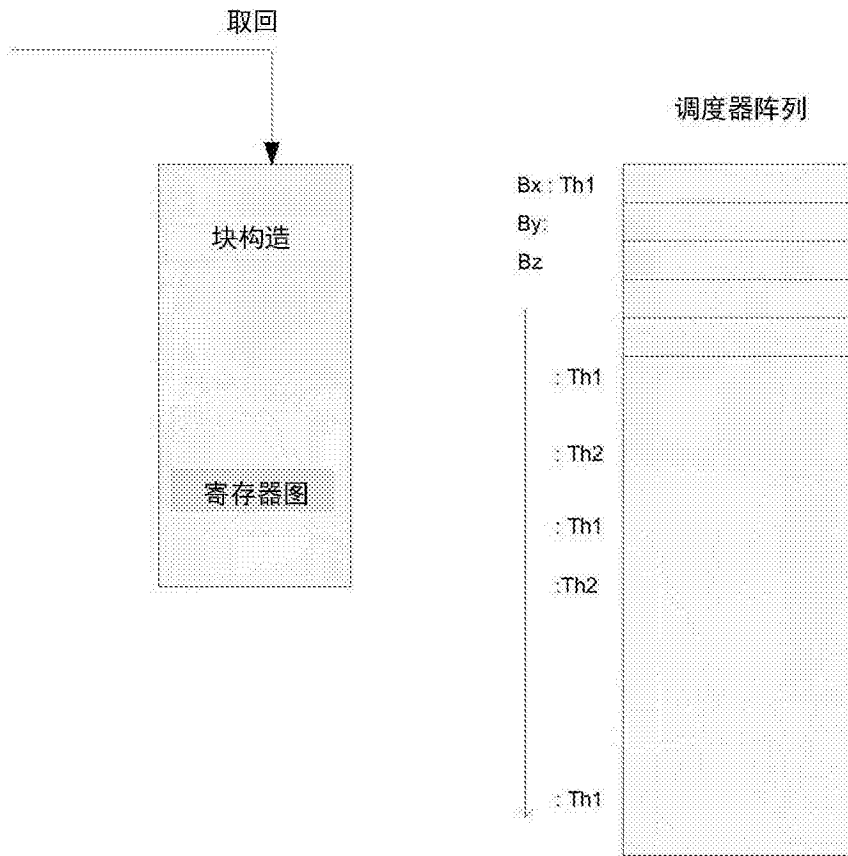 取回
调度器阵列
Bx : Th1
块构造
By:
Bz
: Th1
: Th2
寄存器图
: Th1
:Th2
: Th1